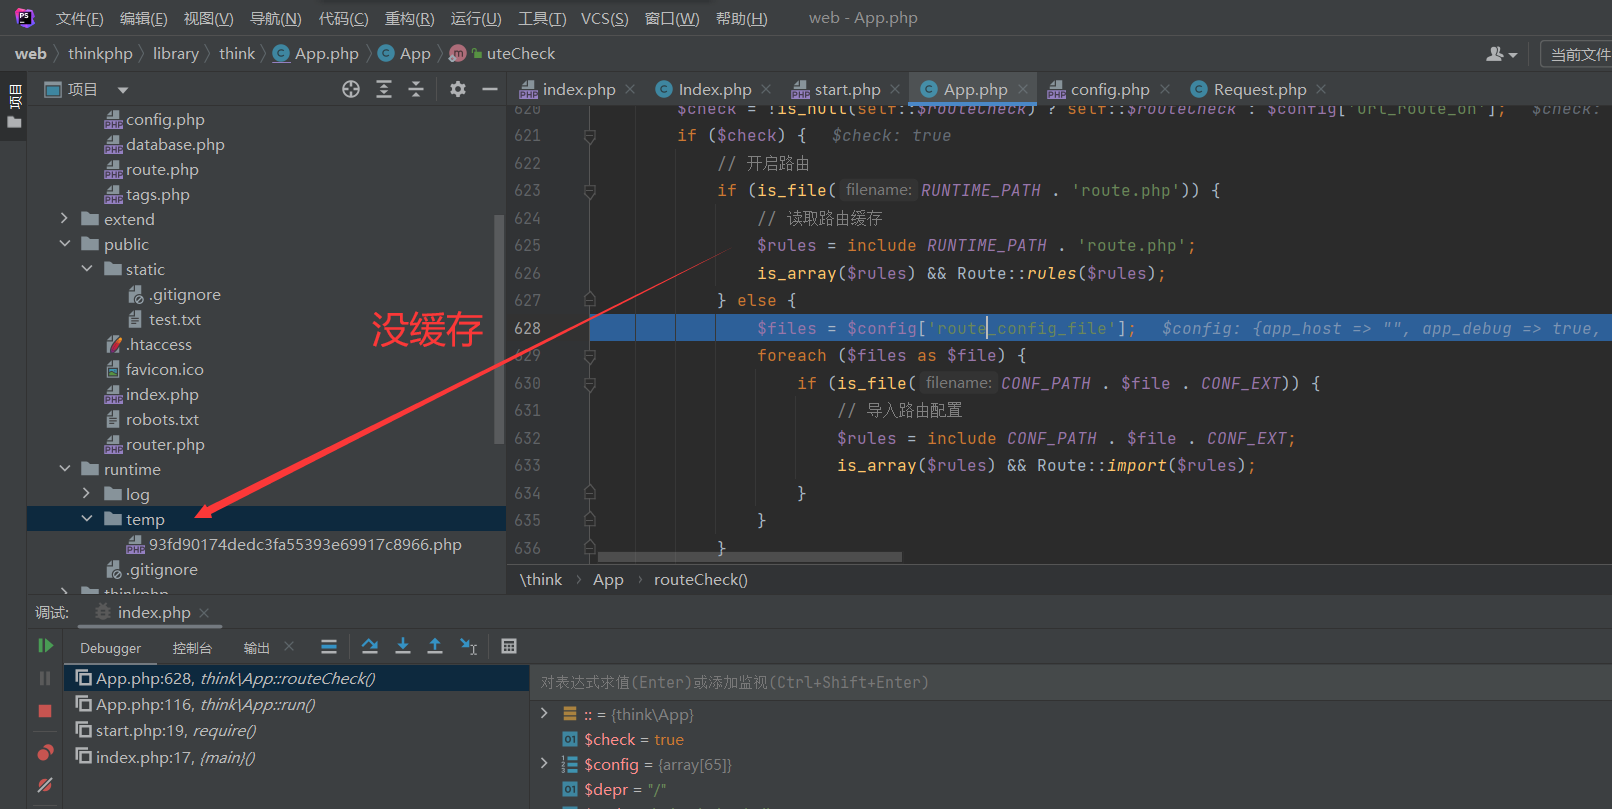 PS 文件(F) 编辑(E) 视图(V) 导航(N) 代码(C) 重构(R) 运行(U) 工具(T) VCS(S) 窗口(W) 帮助(H) web - App.php
web thinkphp library think App.php App uteCheck 当前文件
项目
项目
index.php Index.php start.php App.php config.php Request.php
config.php
database.php
route.php
tags.php
extend
public
static
.gitignore
test.txt
.htaccess
favicon.ico
index.php
robots.txt
router.php
runtime
log
temp
93fd90174dedc3fa55393e69917c8966.php
.gitignore
thinkphp
没缓存
620 $check = !is_null(self::$routeCheck) ? self::$routeCheck : $config['url_route_on']; $check:
621 if ($check) { $check: true
622 // 开启路由
623 if (is_file( filename: RUNTIME_PATH . 'route.php')) {
624 // 读取路由缓存
625 $rules = include RUNTIME_PATH . 'route.php';
626 is_array($rules) && Route::rules($rules);
627 } else {
628 $files = $config['route_config_file']; $config: {app_host => "", app_debug => true,
629 foreach ($files as $file) {
630 if (is_file( filename: CONF_PATH . $file . CONF_EXT)) {
631 // 导入路由配置
632 $rules = include CONF_PATH . $file . CONF_EXT;
633 is_array($rules) && Route::import($rules);
634 }
635 }
636 }
\think › App › routeCheck()
调试: index.php
Debugger 控制台 输出
App.php:628, think\App::routeCheck()
App.php:116, think\App::run()
start.php:19, require()
index.php:17, {main}()
对表达式求值(Enter)或添加监视(Ctrl+Shift+Enter)
:: = {think\App}
$check = true
$config = {array[65]}
$depr = "/"